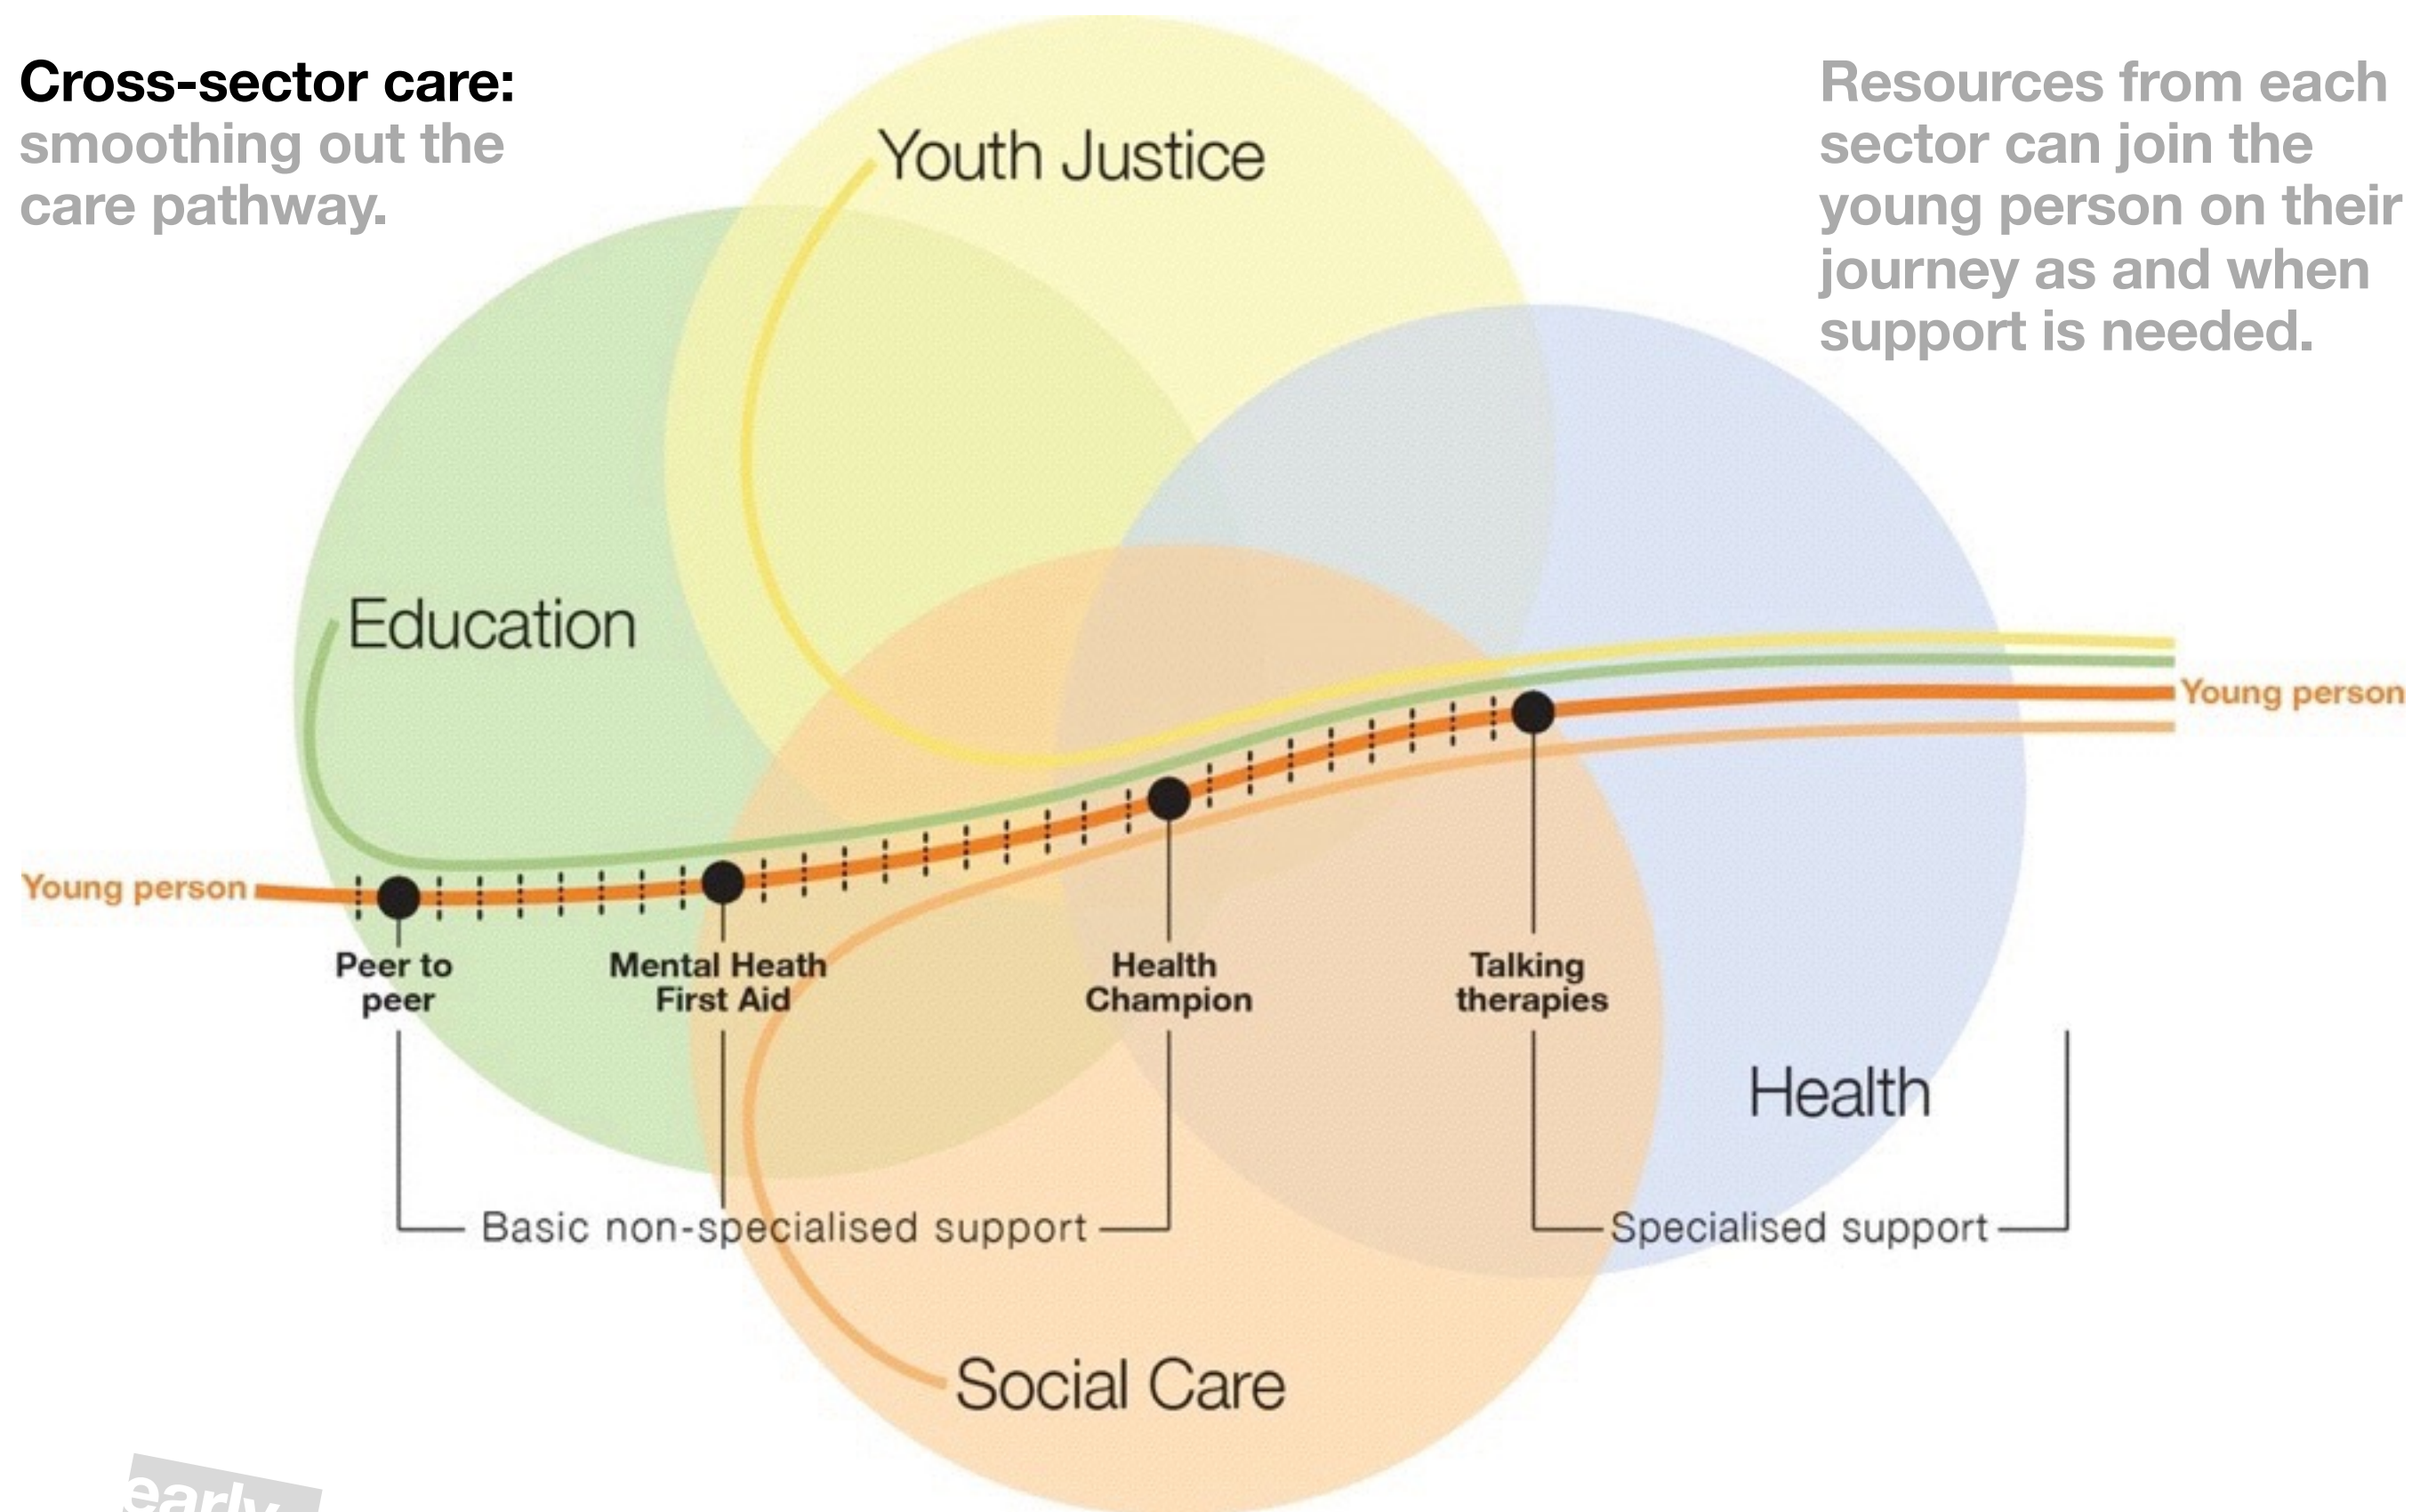 Cross-sector care:
smoothing out the
care pathway.
Resources from each
sector can join the
young person on their
journey as and when
support is needed.
Youth Justice
Education
Young person
Young person
Peer to
peer
Mental Heath
First Aid
Health
Champion
Talking
therapies
Health
Basic non-specialised support
Specialised support
Social Care
early